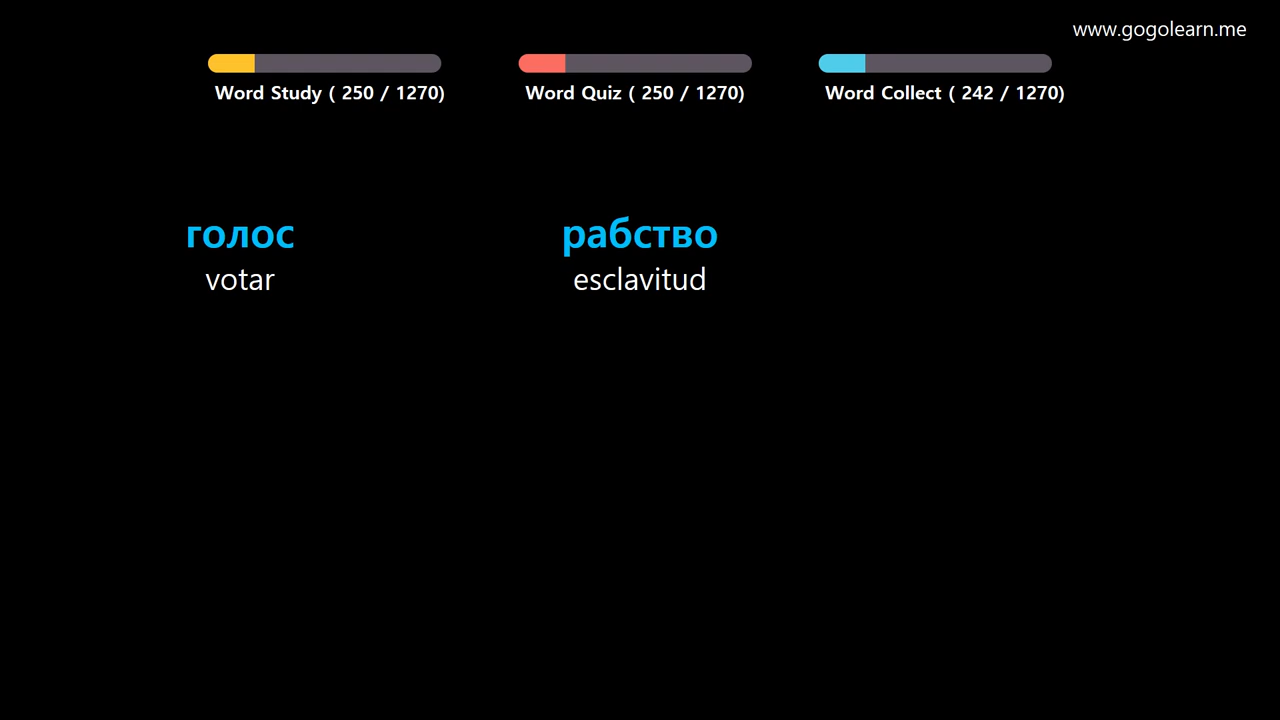 www.gogolearn.me
Word Study ( 250 / 1270)
Word Quiz ( 250 / 1270)
Word Collect ( 242 / 1270)
голос
votar
рабство
esclavitud